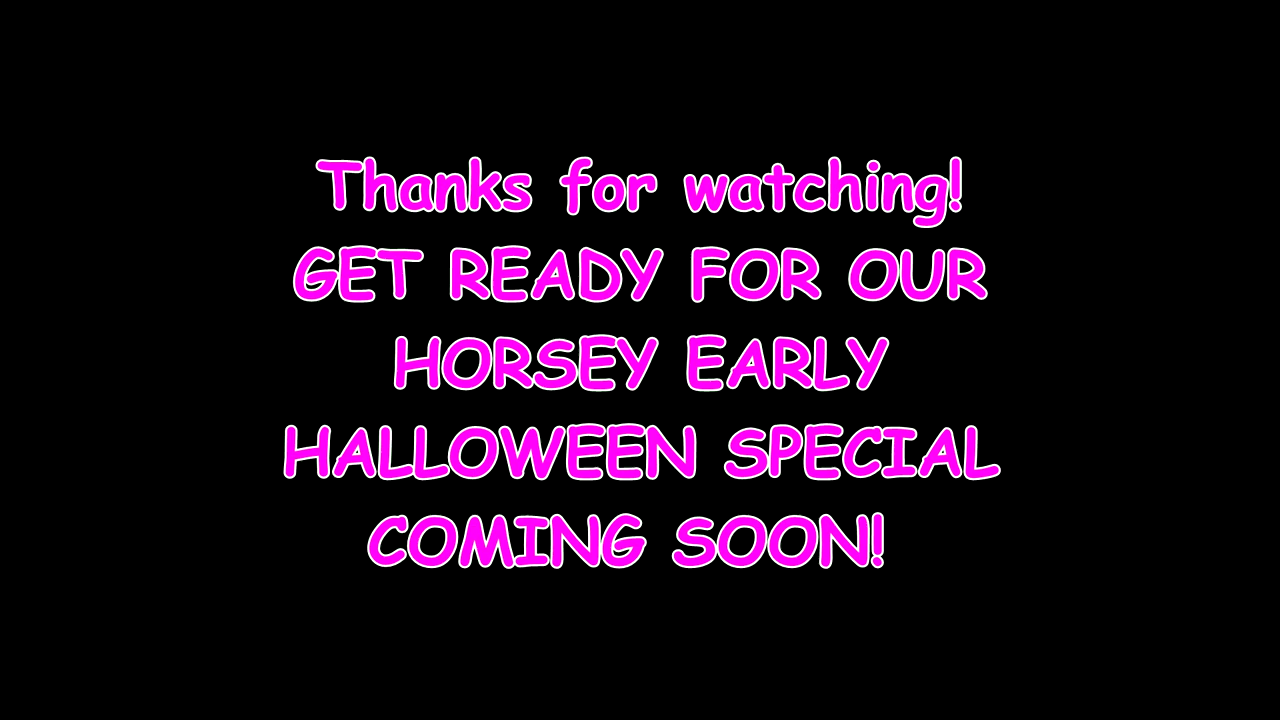 Thanks for watching!
GET READY FOR OUR
HORSEY EARLY
HALLOWEEN SPECIAL
COMING SOON!